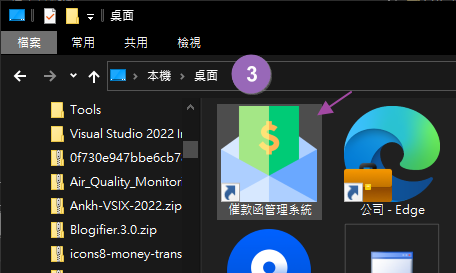 桌面
檔案 常用 共用 檢視
本機 桌面
3
Tools
Visual Studio 2022 In
0f730e947bbe6cb7
Air_Quality_Monitor
Ankh-VSIX-2022.zip
Blogifier.3.0.zip
icons8-money-trans
$
催款函管理系統
公司 - Edge